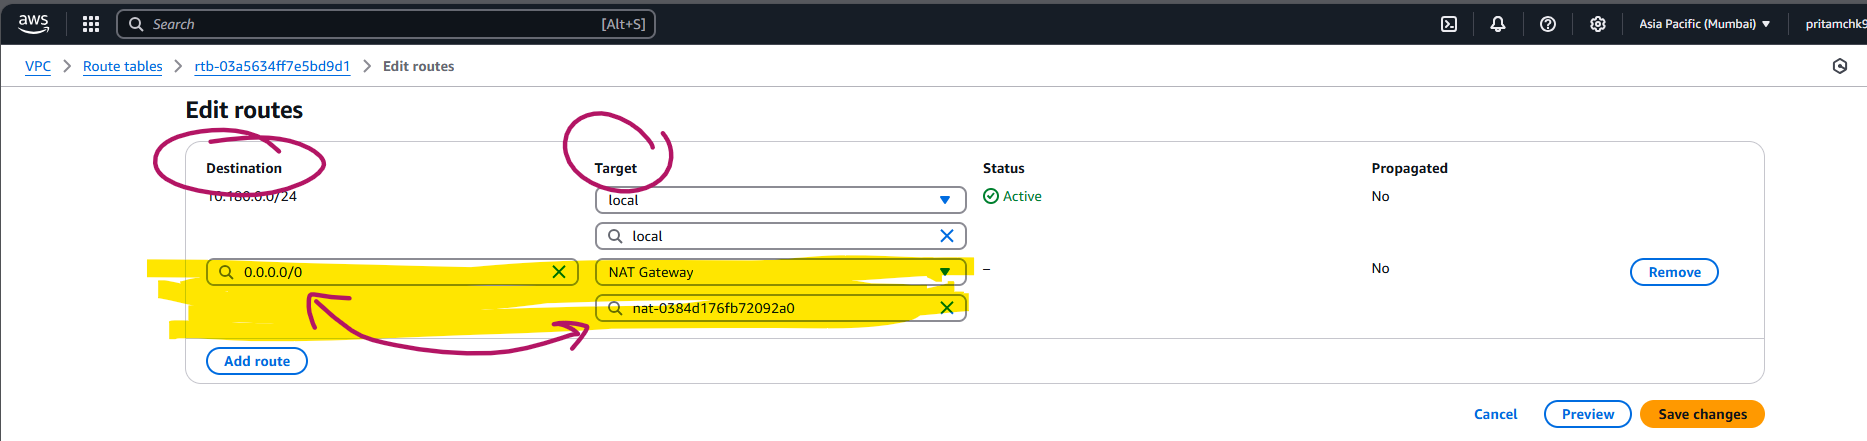 aws Search [Alt+S] Asia Pacific (Mumbai) pritamchk9
VPC Route tables rtb-03a5634ff7e5bd9d1 Edit routes
Edit routes
Destination Target Status Propagated
10.180.0.0/24 local Active No
local
0.0.0.0/0 NAT Gateway – No Remove
nat-0384d176fb72092a0
Add route
Cancel Preview Save changes